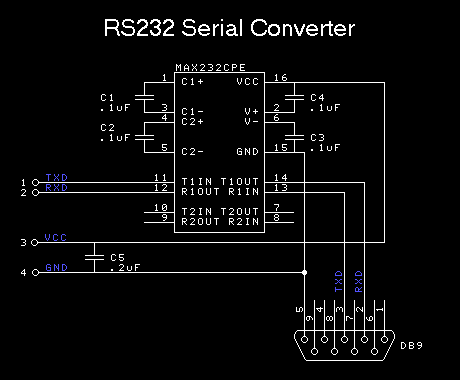 RS232 Serial Converter
MAX232CPE
1 C1+ VCC 16
C1 .1uF
C4 .1uF
3 C1- V+ 2
4 C2+ V- 6
C2 .1uF
C3 .1uF
5 C2- GND 15
1 TXD 11 T1IN T1OUT 14
2 RXD 12 R1OUT R1IN 13
10 T2IN T2OUT 7
9 R2OUT R2IN 8
3 VCC
C5 .2uF
4 GND
TXD RXD
5 9 4 8 3 7 2 6 1
DB9